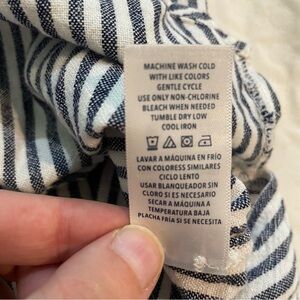 MACHINE WASH COLD
WITH LIKE COLORS
GENTLE CYCLE
USE ONLY NON-CHLORINE
BLEACH WHEN NEEDED
TUMBLE DRY LOW
COOL IRON
LAVAR A MÁQUINA EN FRÍO
CON COLORESS SIMILARES
CICLO LENTO
USAR BLANQUEADOR SIN
CLORO SI ES NECESARIO
SECAR A MÁQUINA A
TEMPERATURA BAJA
PLACHA FRÍA SI SE NECESITA